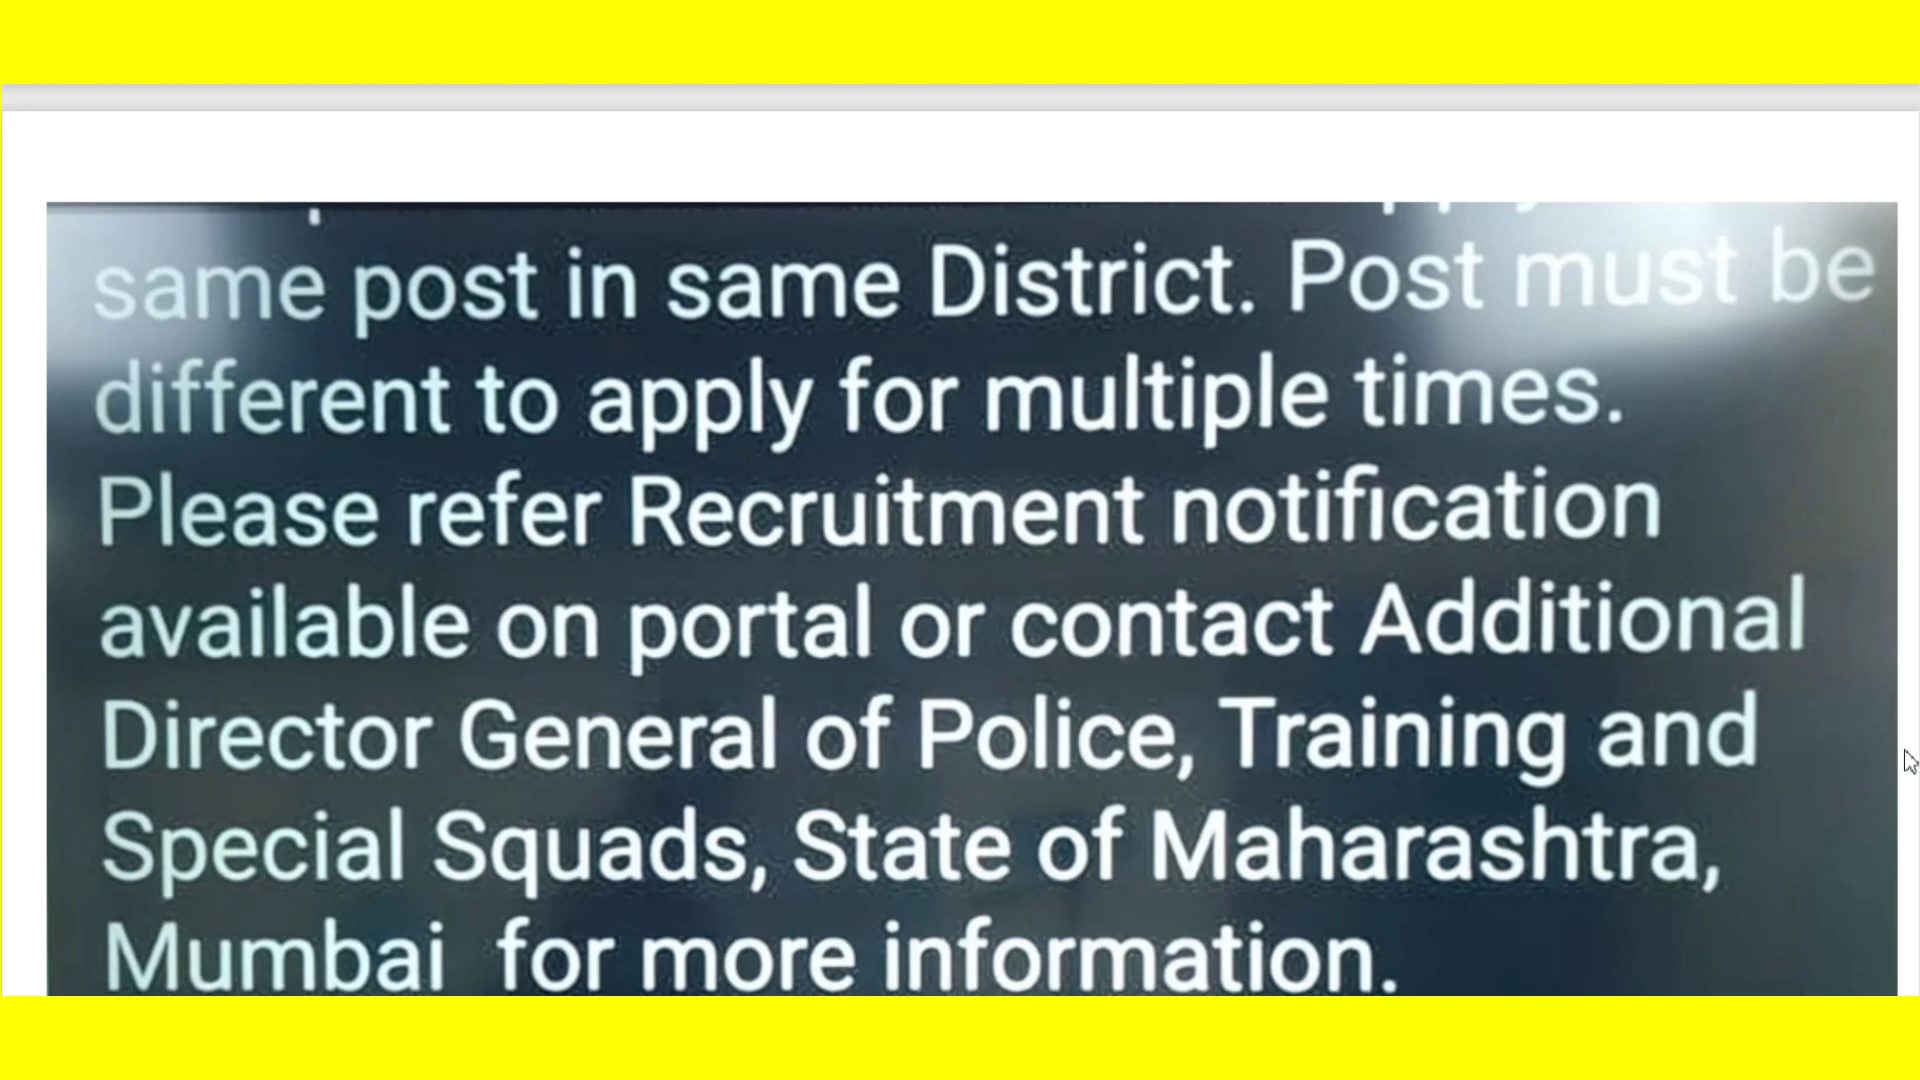 same post in same District. Post must be
different to apply for multiple times.
Please refer Recruitment notification
available on portal or contact Additional
Director General of Police, Training and
Special Squads, State of Maharashtra,
Mumbai for more information.